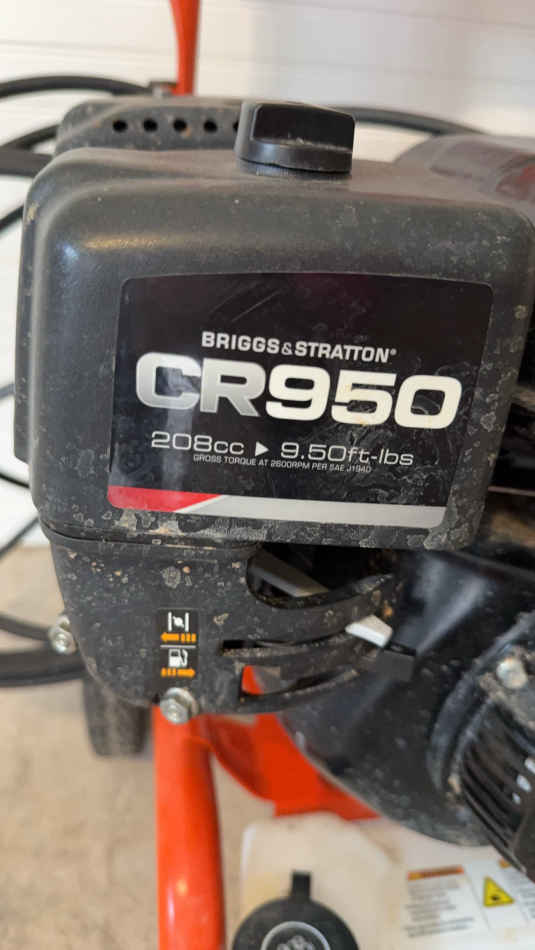 BRIGGS&STRATTON®
CR950
208cc ▶ 9.50ft-lbs
GROSS TORQUE AT 2600RPM PER SAE J1940